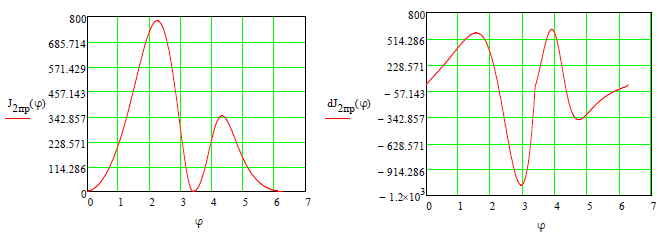 800
685.714
571.429
457.143
J2пр(φ)
342.857
228.571
114.286
0
0 1 2 3 4 5 6 7
φ
800
514.286
228.571
− 57.143
dJ2пр(φ)
− 342.857
− 628.571
− 914.286
− 1.2×10³
0 1 2 3 4 5 6 7
φ